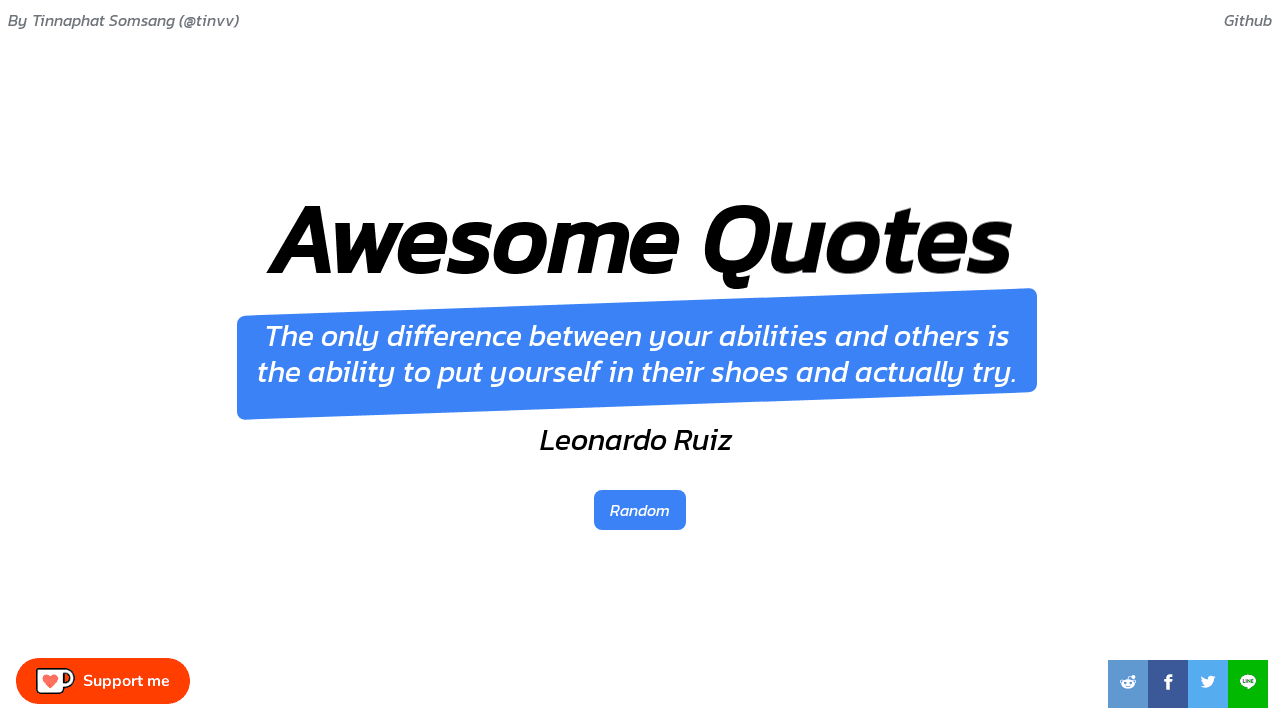 By Tinnaphat Somsang (@tinvv)
Github
Awesome Quotes
The only difference between your abilities and others is
the ability to put yourself in their shoes and actually try.
Leonardo Ruiz
Random
Support me
LINE